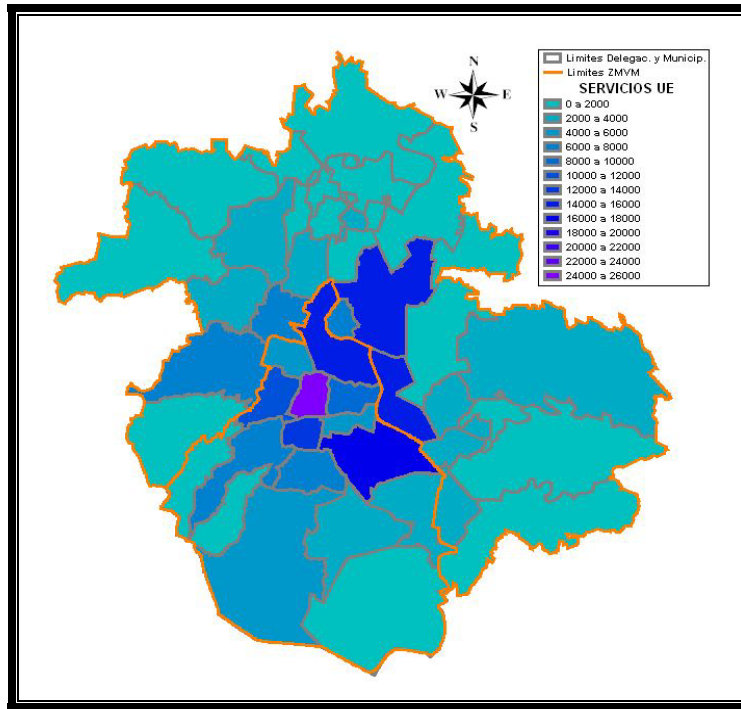 N
W E
S
Limites Delegac. y Municip.
Limites ZMVM
SERVICIOS UE
0 a 2000
2000 a 4000
4000 a 6000
6000 a 8000
8000 a 10000
10000 a 12000
12000 a 14000
14000 a 16000
16000 a 18000
18000 a 20000
20000 a 22000
22000 a 24000
24000 a 26000